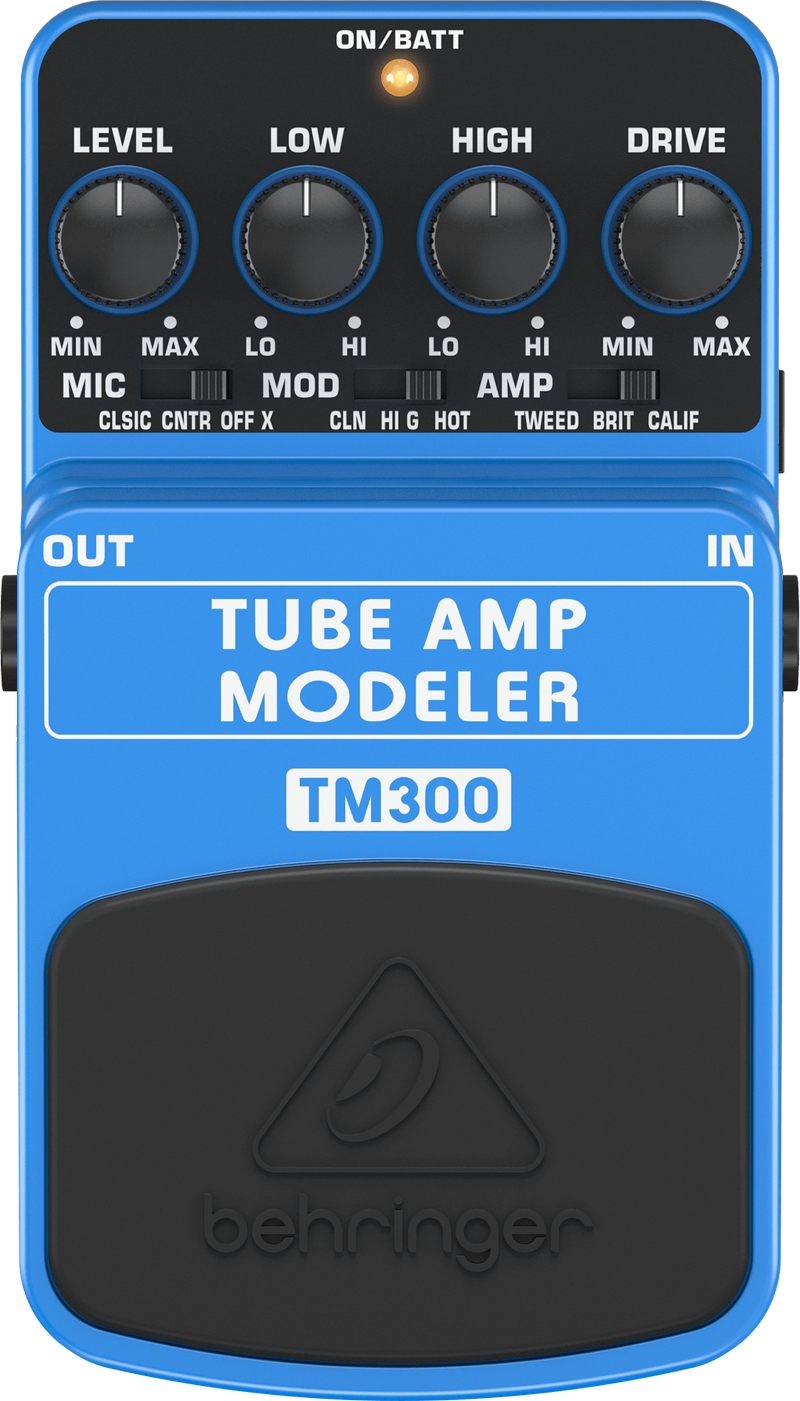 ON/BATT
LEVEL LOW HIGH DRIVE
MIN MAX LO HI LO HI MIN MAX
MIC MOD AMP
CLSIC CNTR OFF X CLN HI G HOT TWEED BRIT CALIF
OUT IN
TUBE AMP
MODELER
TM300
behringer